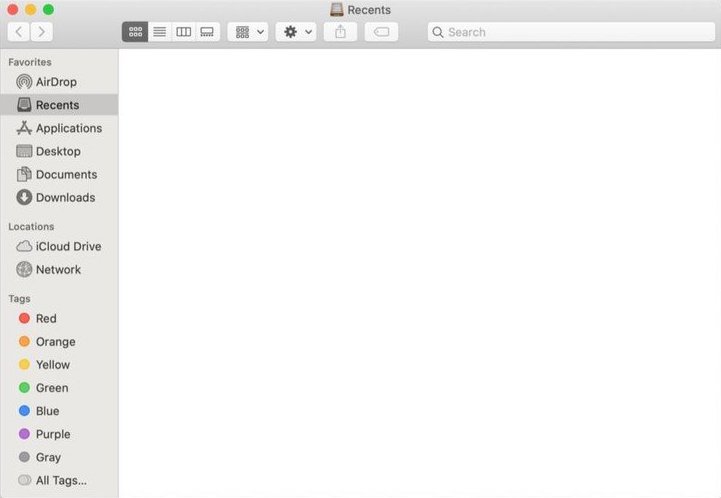 Recents
Search
Favorites
AirDrop
Recents
Applications
Desktop
Documents
Downloads
Locations
iCloud Drive
Network
Tags
Red
Orange
Yellow
Green
Blue
Purple
Gray
All Tags...